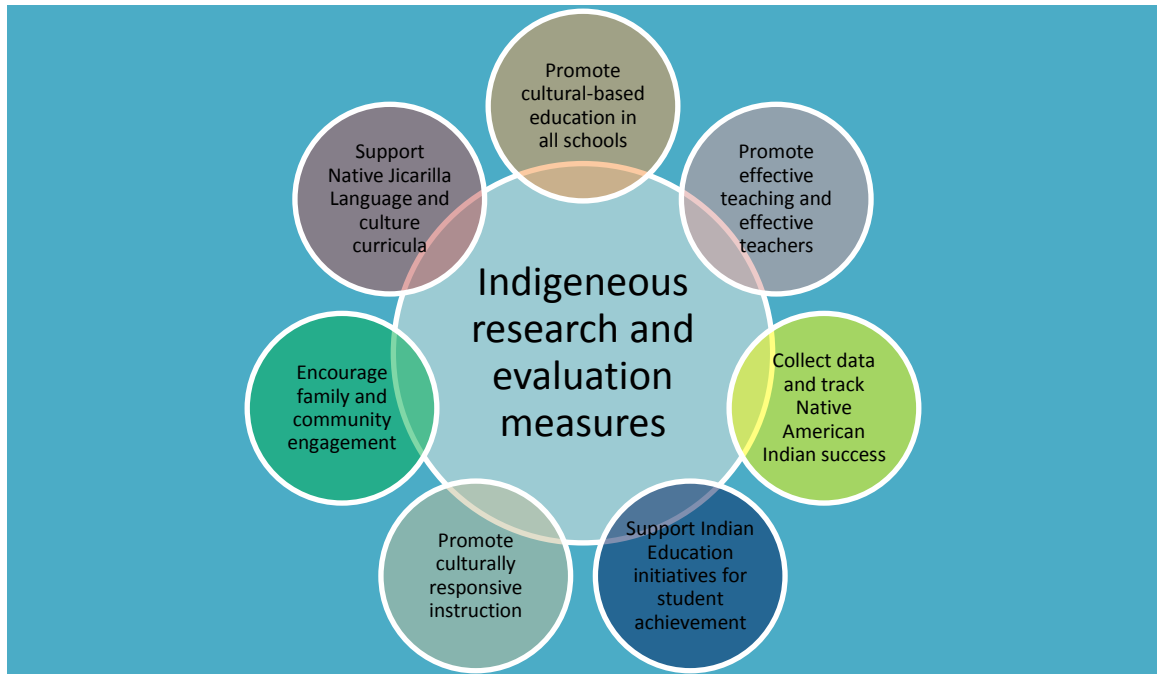 Promote
cultural-based
education in
all schools
Promote
effective
teaching and
effective
teachers
Collect data
and track
Native
American
Indian success
Support Indian
Education
initiatives for
student
achievement
Promote
culturally
responsive
instruction
Encourage
family and
community
engagement
Support
Native Jicarilla
Language and
culture
curricula
Indigeneous
research and
evaluation
measures